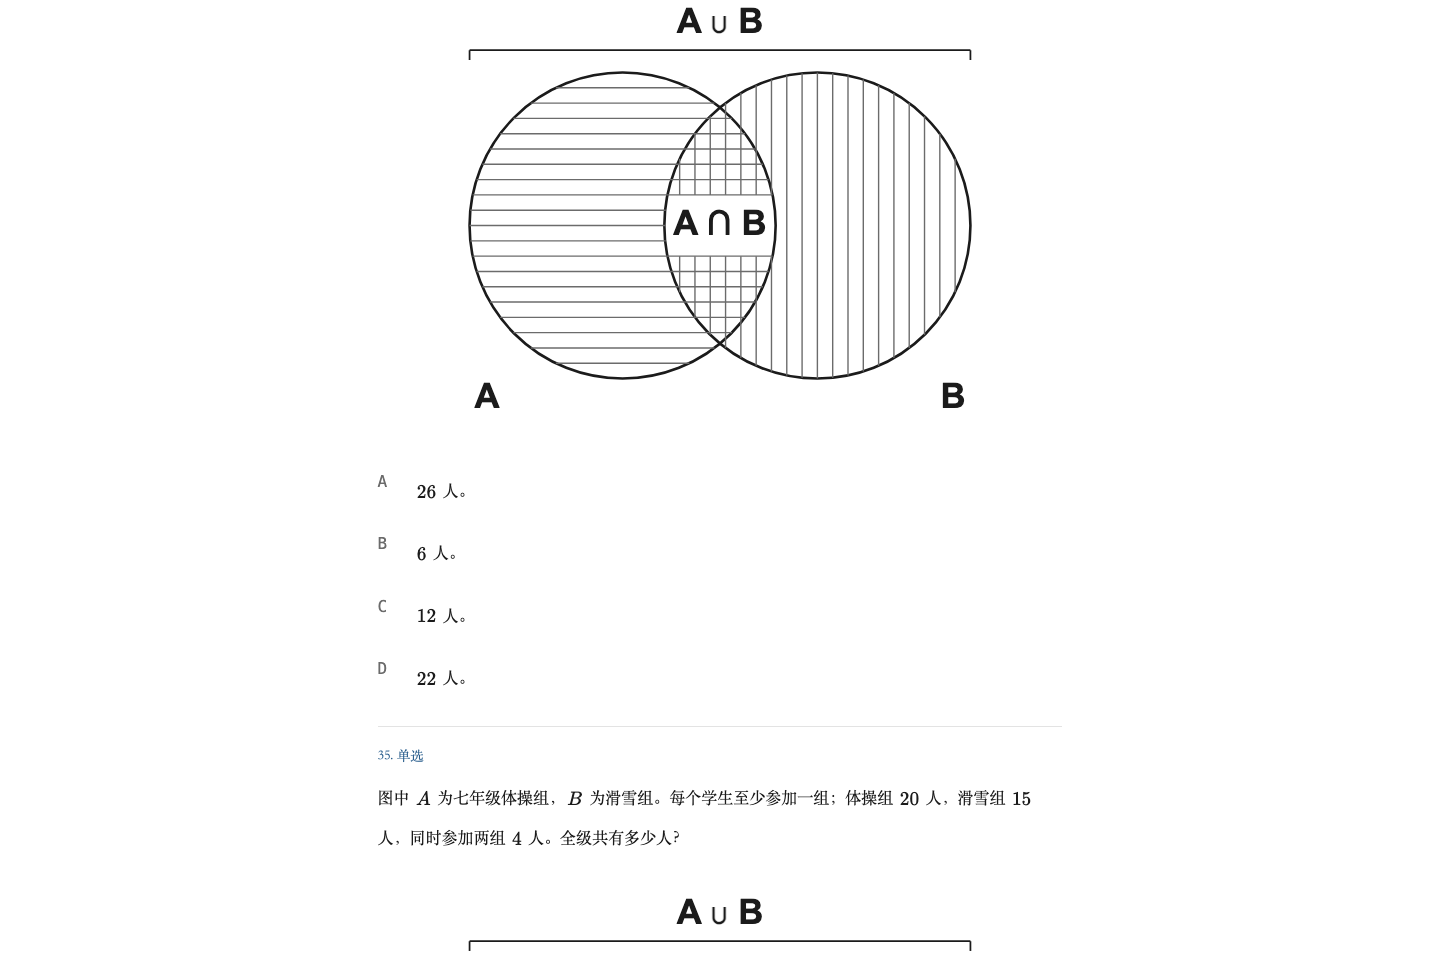 A ∪ B
A ∩ B
A B
A 26 人。
B 6 人。
C 12 人。
D 22 人。
35. 单选
图中 A 为七年级体操组，B 为滑雪组。每个学生至少参加一组；体操组 20 人，滑雪组 15
人，同时参加两组 4 人。全级共有多少人？
A ∪ B